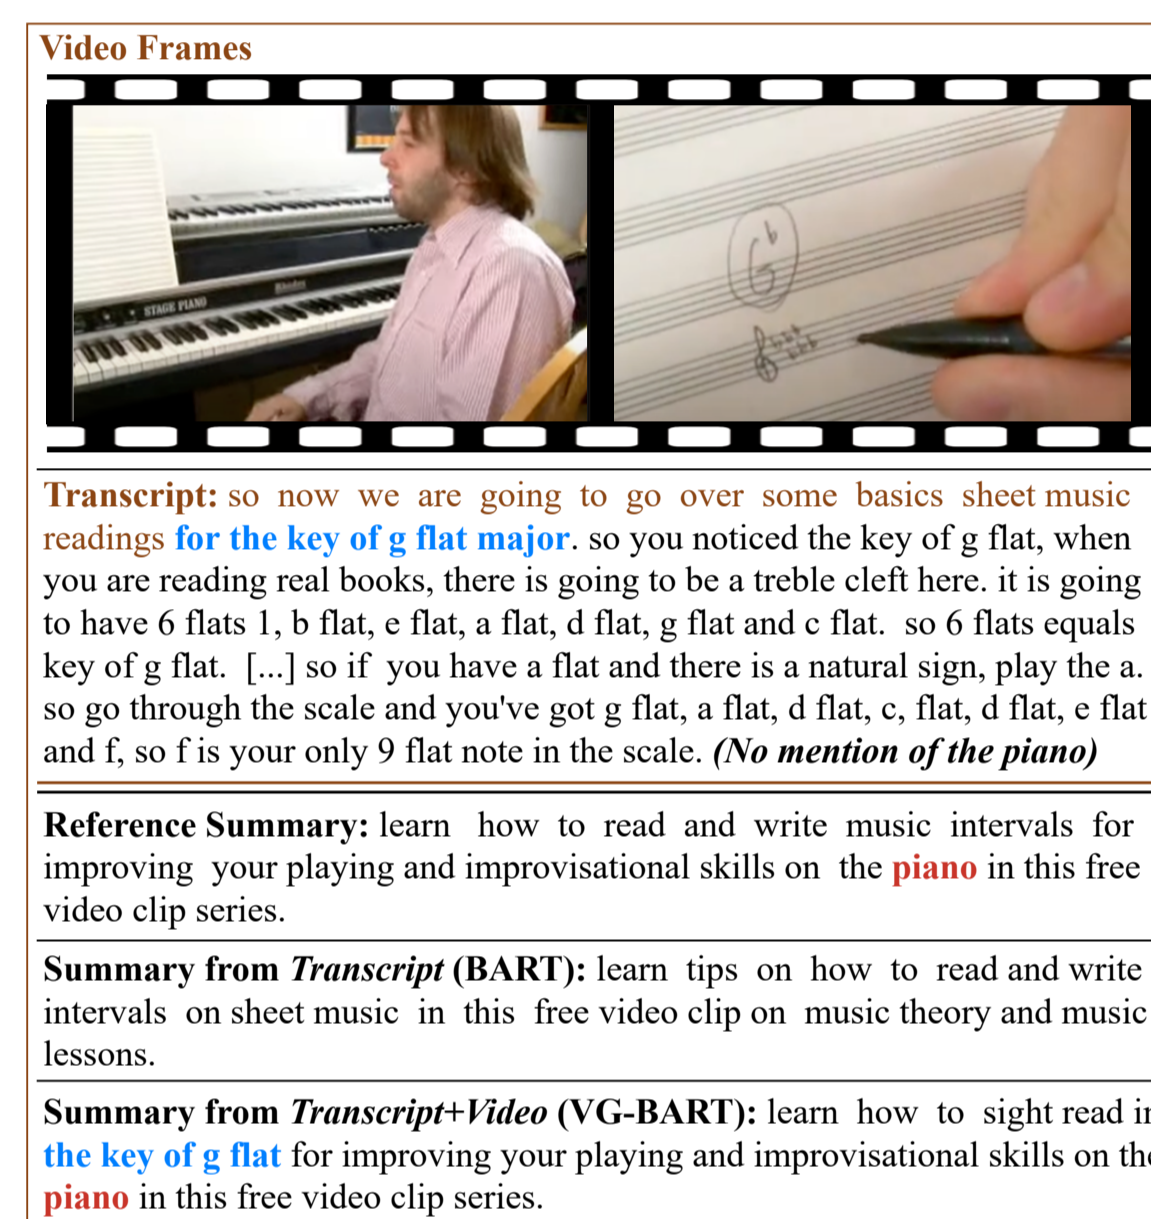 Video Frames
STAGE PIANO
Rhodes
G♭
Transcript: so now we are going to go over some basics sheet music
readings for the key of g flat major. so you noticed the key of g flat, when
you are reading real books, there is going to be a treble cleft here. it is going
to have 6 flats 1, b flat, e flat, a flat, d flat, g flat and c flat. so 6 flats equals
key of g flat. [...] so if you have a flat and there is a natural sign, play the a.
so go through the scale and you've got g flat, a flat, d flat, c, flat, d flat, e flat
and f, so f is your only 9 flat note in the scale. (No mention of the piano)
Reference Summary: learn how to read and write music intervals for
improving your playing and improvisational skills on the piano in this free
video clip series.
Summary from Transcript (BART): learn tips on how to read and write
intervals on sheet music in this free video clip on music theory and music
lessons.
Summary from Transcript+Video (VG-BART): learn how to sight read in
the key of g flat for improving your playing and improvisational skills on the
piano in this free video clip series.